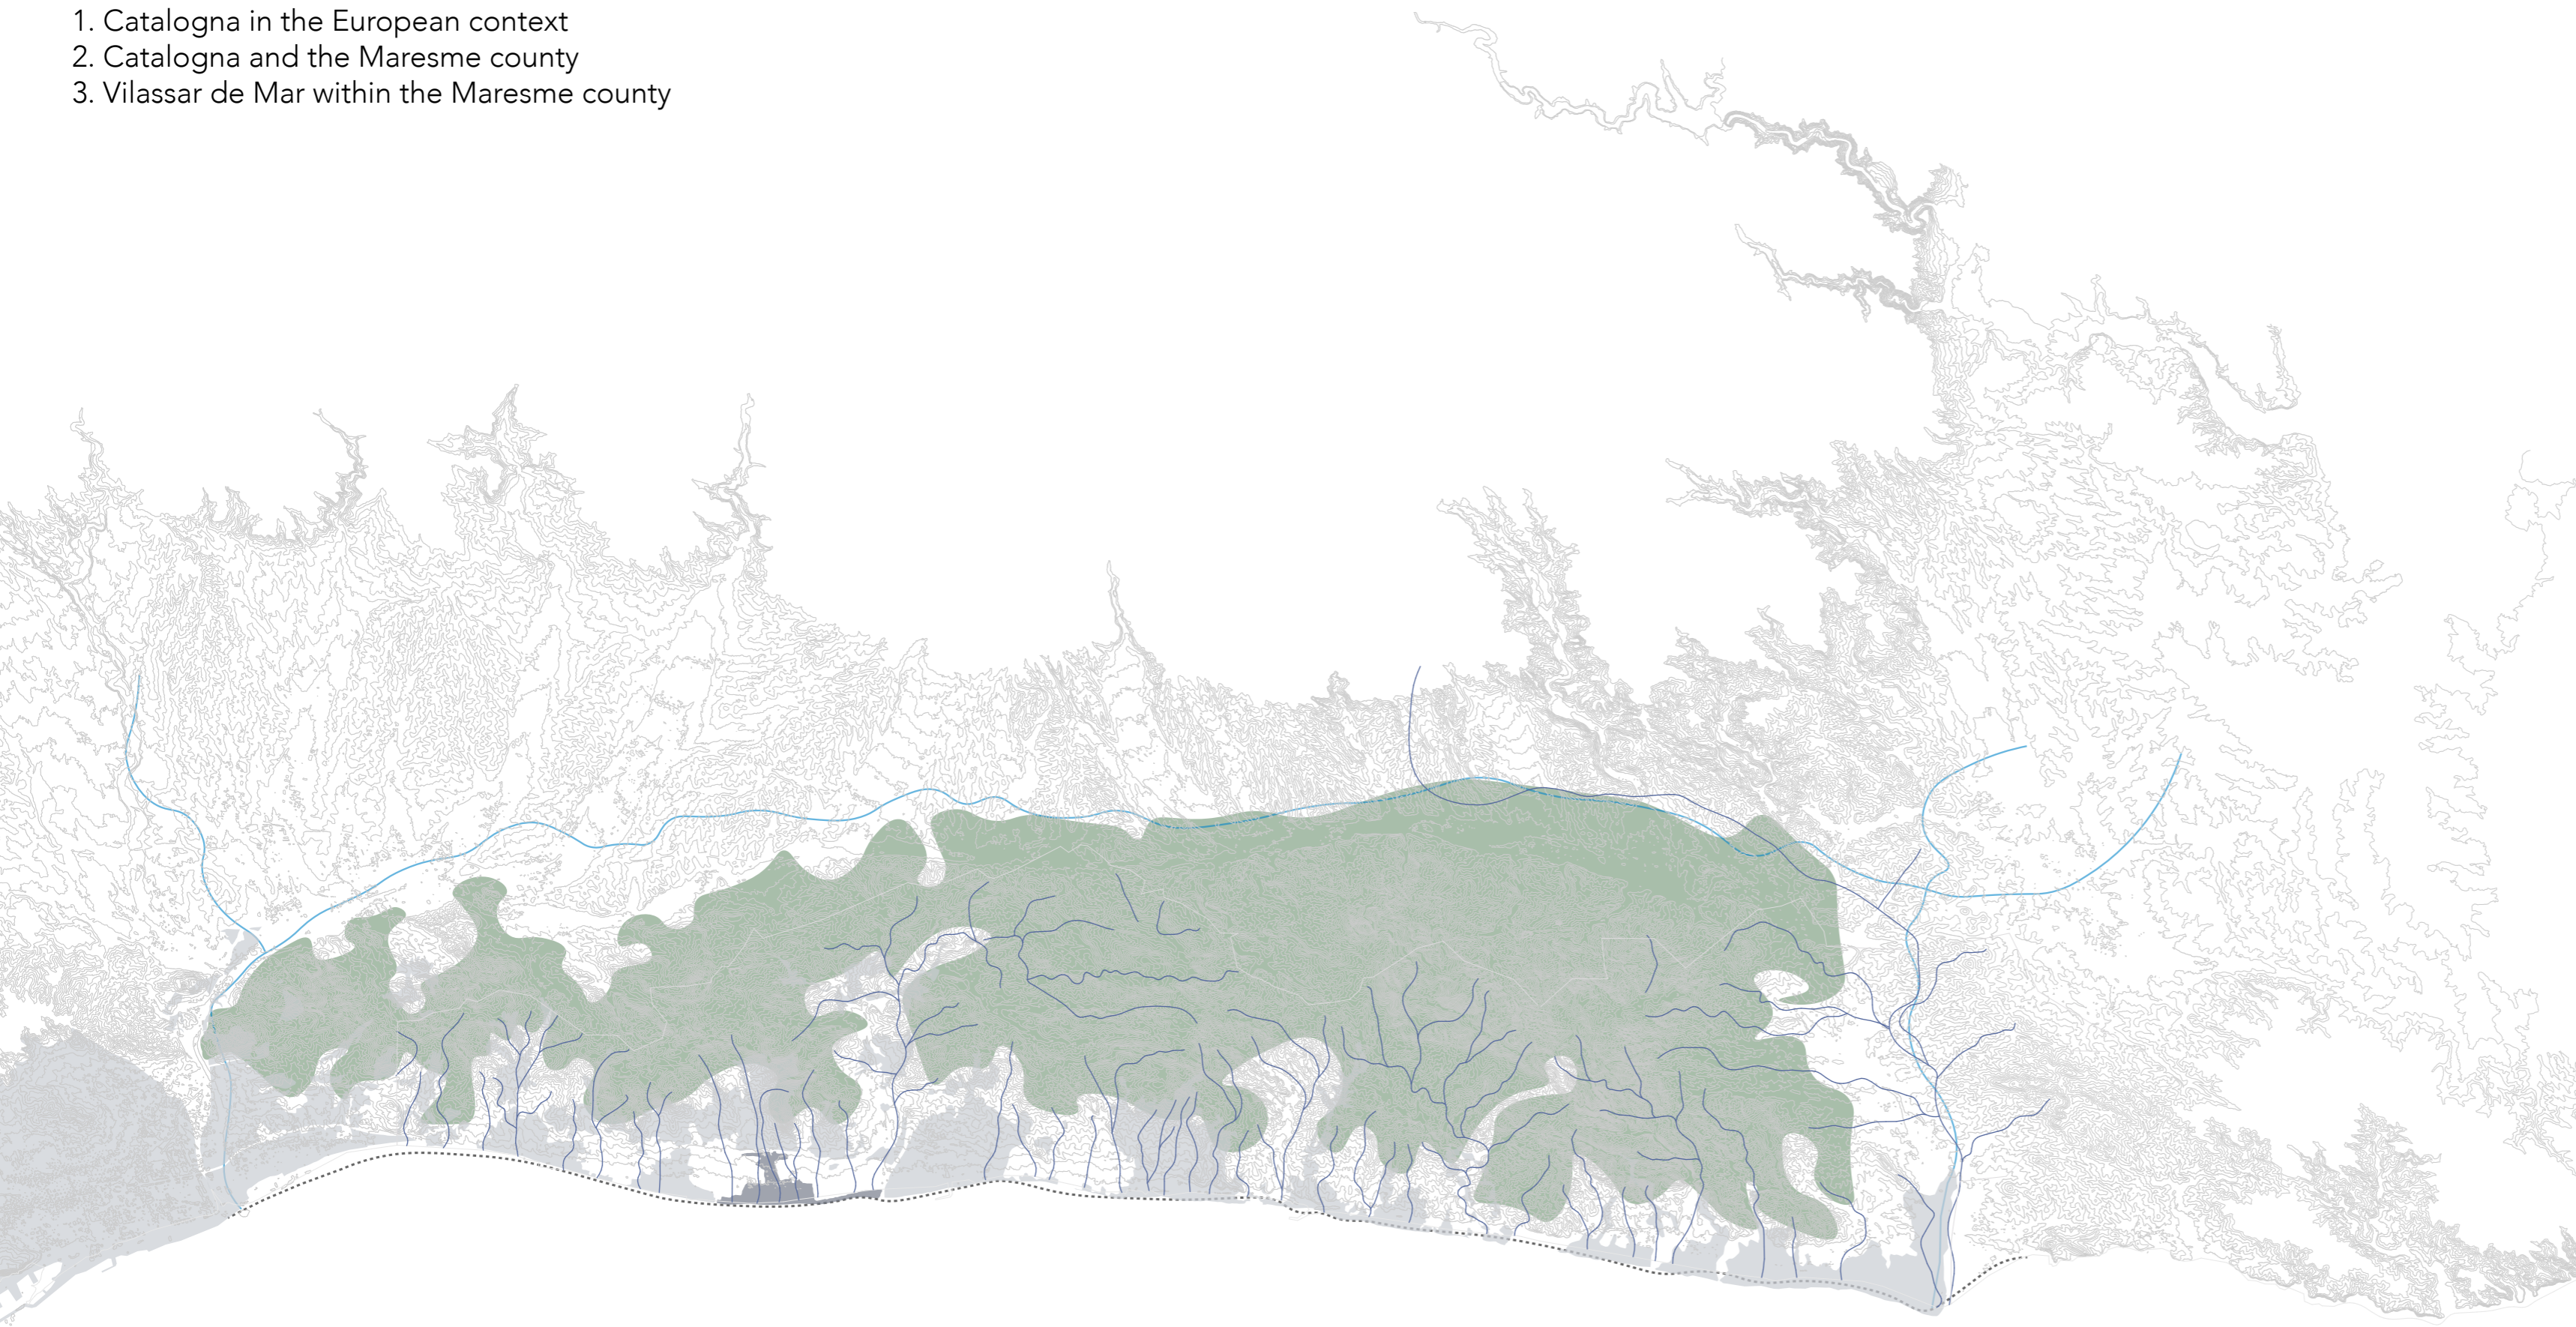 1. Catalogna in the European context
2. Catalogna and the Maresme county
3. Vilassar de Mar within the Maresme county